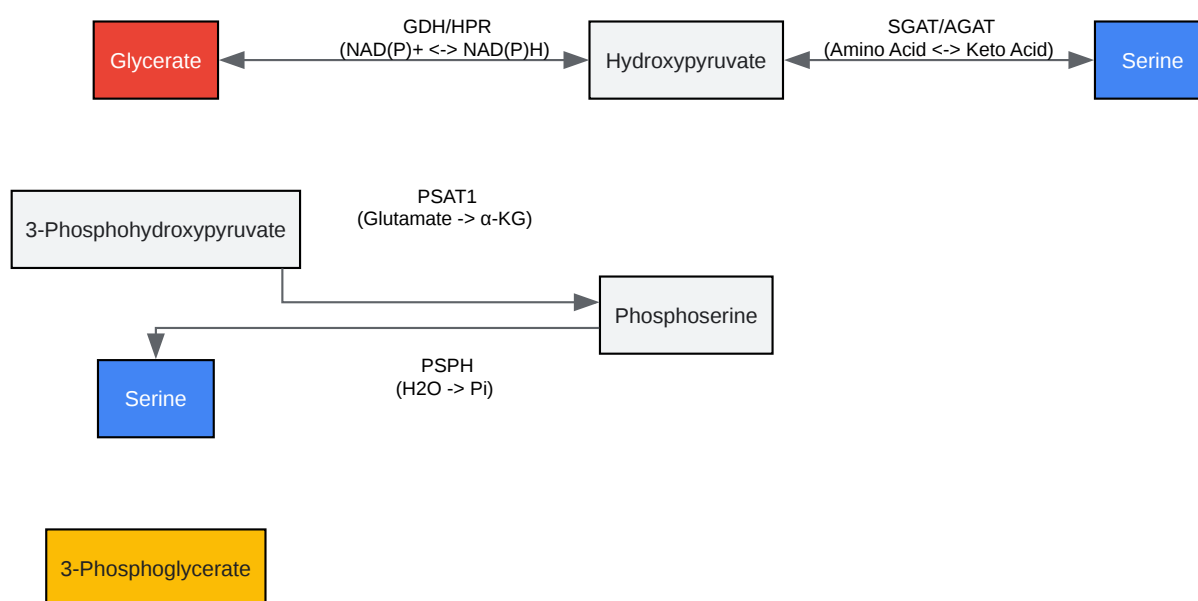 GDH/HPR
(NAD(P)+ <-> NAD(P)H)
SGAT/AGAT
(Amino Acid <-> Keto Acid)
Glycerate
Hydroxypyruvate
Serine
PSAT1
(Glutamate -> α-KG)
3-Phosphohydroxypyruvate
Phosphoserine
PSPH
(H2O -> Pi)
Serine
3-Phosphoglycerate